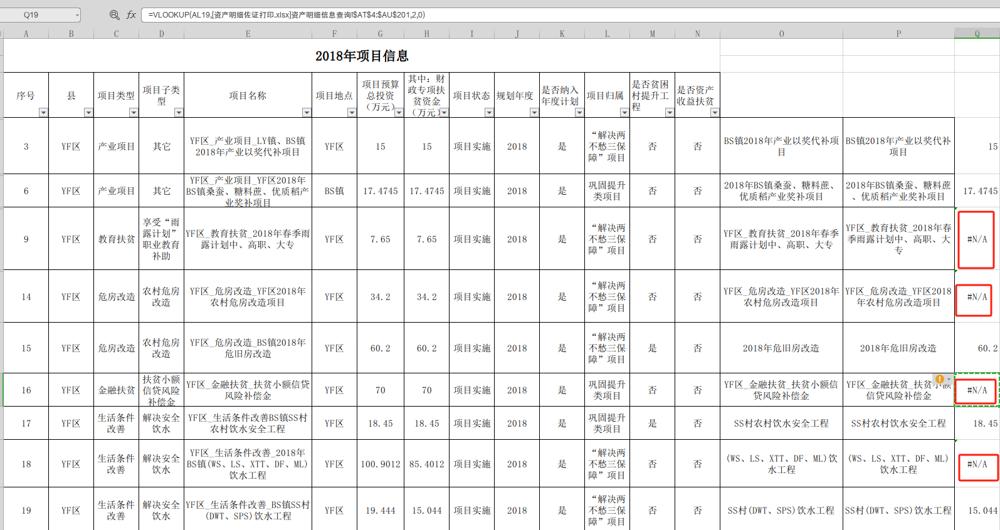 Q19
fx
=VLOOKUP(AL19,[资产明细佐证打印.xlsx]资产明细信息查询!$AT$4:$AU$201,2,0)
A B C D E F G H I J K L M N O P Q
2018年项目信息
序号
县
项目类型
项目子类
型
项目名称
项目地点
项目预算
总投资
（万元）
其中：财
政专项扶
贫资金
（万元）
项目状态
规划年度
是否纳入
年度计划
项目归属
是否贫困
村提升工
程
是否资产
收益扶贫
3
YF区
产业项目
其它
YF区_产业项目_LY镇、BS镇
2018年产业以奖代补项目
YF区
15
15
项目实施
2018
是
“解决两
不愁三保
障”项目
否
否
BS镇2018年产业以奖代补项
目
BS镇2018年产业以奖代补
项目
15
6
YF区
产业项目
其它
YF区_产业项目_YF区2018年
BS镇桑蚕、糖料蔗、优质稻产
业奖补项目
BS镇
17.4745
17.4745
项目实施
2018
是
巩固提升
类项目
否
否
2018年BS镇桑蚕、糖料蔗、
优质稻产业奖补项目
2018年BS镇桑蚕、糖料蔗
、优质稻产业奖补项目
17.4745
9
YF区
教育扶贫
享受“雨
露计划”
职业教育
补助
YF区_教育扶贫_2018年春季雨
露计划中、高职、大专
YF区
7.65
7.65
项目实施
2018
是
“解决两
不愁三保
障”项目
否
否
YF区_教育扶贫_2018年春季
雨露计划中、高职、大专
YF区_教育扶贫_2018年春
季雨露计划中、高职、大
专
#N/A
14
YF区
危房改造
农村危房
改造
YF区_危房改造_YF区2018年
农村危房改造项目
YF区
34.2
34.2
项目实施
2018
是
“解决两
不愁三保
障”项目
否
否
YF区_危房改造_YF区2018年
农村危房改造项目
YF区_危房改造_YF区2018
年农村危房改造项目
#N/A
15
YF区
危房改造
农村危房
改造
YF区_危房改造_BS镇2018年
危旧房改造
YF区
60.2
60.2
项目实施
2018
是
“解决两
不愁三保
障”项目
是
否
2018年危旧房改造
2018年危旧房改造
60.2
16
YF区
金融扶贫
扶贫小额
信贷风险
补偿金
YF区_金融扶贫_扶贫小额信贷
风险补偿金
YF区
70
70
项目实施
2018
是
巩固提升
类项目
否
否
YF区_金融扶贫_扶贫小额信
贷风险补偿金
YF区_金融扶贫_扶贫小额
信贷风险补偿金
#N/A
17
YF区
生活条件
改善
解决安全
饮水
YF区_生活条件改善BS镇SS村
农村饮水安全工程
YF区
18.45
18.45
项目实施
2018
是
巩固提升
类项目
是
否
SS村农村饮水安全工程
SS村农村饮水安全工程
18.45
18
YF区
生活条件
改善
解决安全
饮水
YF区_生活条件改善_2018年
BS镇(WS、LS、XTT、DF、ML)
饮水工程
YF区
100.9012
85.4012
项目实施
2018
是
“解决两
不愁三保
障”项目
否
否
(WS、LS、XTT、DF、ML)饮
水工程
(WS、LS、XTT、DF、ML)
饮水工程
#N/A
19
YF区
生活条件
改善
解决安全
饮水
YF区_生活条件改善_BS镇SS村
(DWT、SPS)饮水工程
YF区
19.444
15.044
项目实施
2018
是
“解决两
不愁三保
障”项目
否
否
SS村(DWT、SPS)饮水工程
SS村(DWT、SPS)饮水工程
15.044